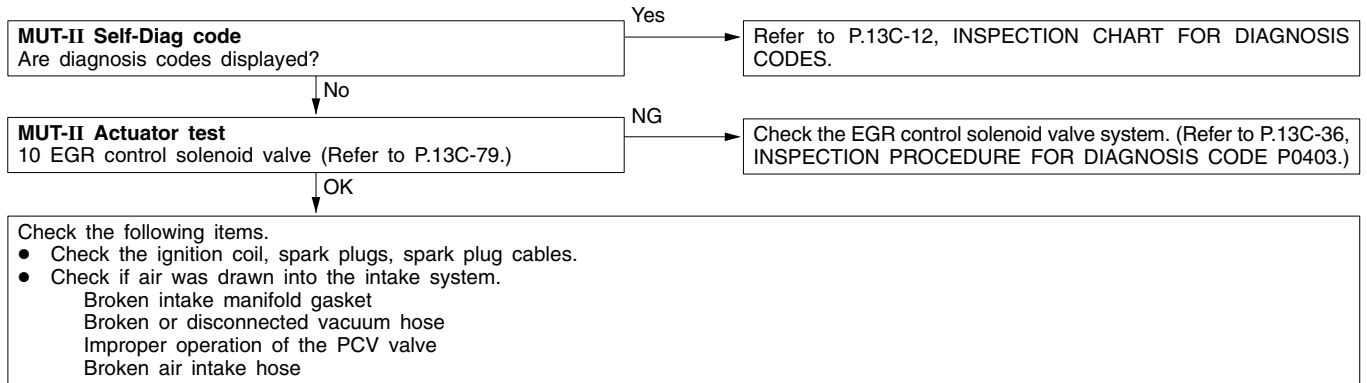 MUT-II Self-Diag code
Are diagnosis codes displayed?
Yes
Refer to P.13C-12, INSPECTION CHART FOR DIAGNOSIS
CODES.
No
MUT-II Actuator test
10 EGR control solenoid valve (Refer to P.13C-79.)
NG
Check the EGR control solenoid valve system. (Refer to P.13C-36,
INSPECTION PROCEDURE FOR DIAGNOSIS CODE P0403.)
OK
Check the following items.
● Check the ignition coil, spark plugs, spark plug cables.
● Check if air was drawn into the intake system.
Broken intake manifold gasket
Broken or disconnected vacuum hose
Improper operation of the PCV valve
Broken air intake hose